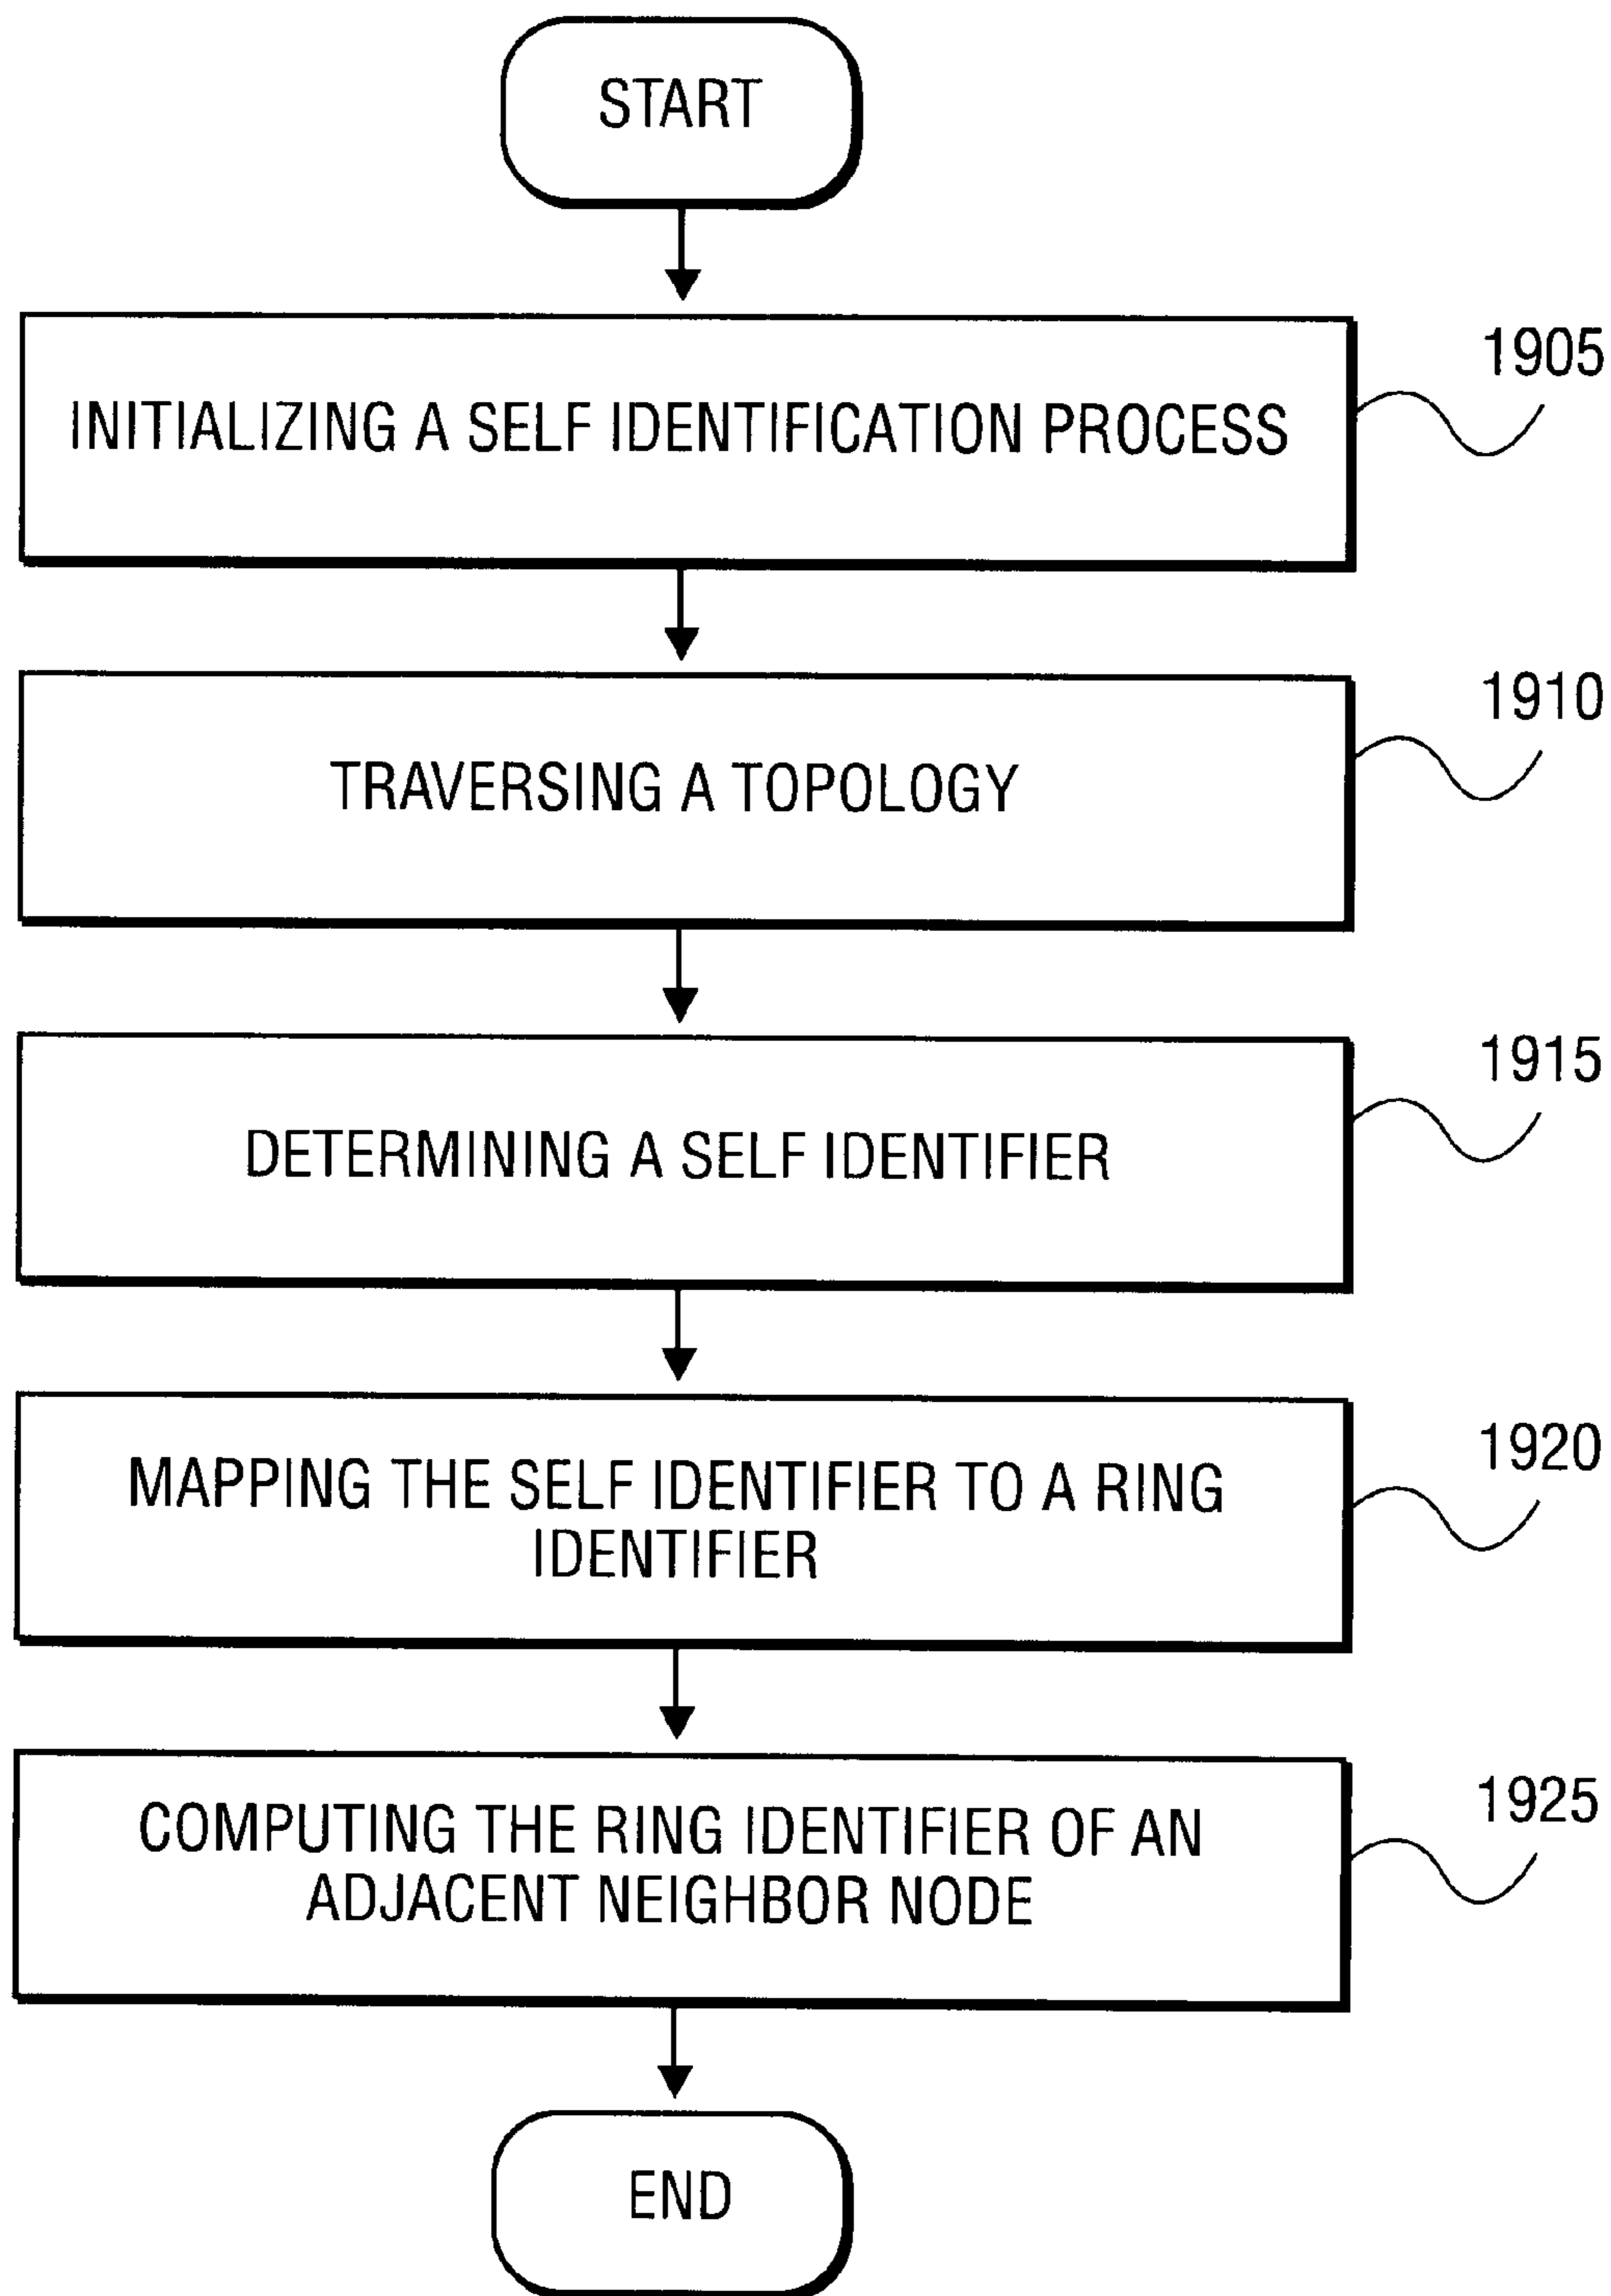 START
1905
INITIALIZING A SELF IDENTIFICATION PROCESS
1910
TRAVERSING A TOPOLOGY
1915
DETERMINING A SELF IDENTIFIER
1920
MAPPING THE SELF IDENTIFIER TO A RING
IDENTIFIER
1925
COMPUTING THE RING IDENTIFIER OF AN
ADJACENT NEIGHBOR NODE
END